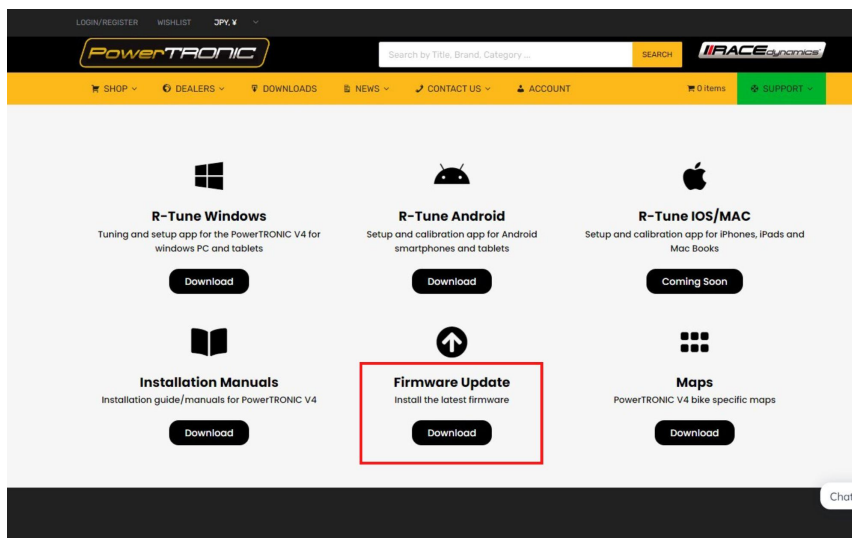 LOGIN/REGISTER WISHLIST JPY, ¥
PowerTRONIC
Search by Title, Brand, Category ...
SEARCH
RACEdynamics
SHOP DEALERS DOWNLOADS NEWS CONTACT US ACCOUNT 0 items SUPPORT
R-Tune Windows
Tuning and setup app for the PowerTRONIC V4 for
windows PC and tablets
Download
R-Tune Android
Setup and calibration app for Android
smartphones and tablets
Download
R-Tune IOS/MAC
Setup and calibration app for iPhones, iPads and
Mac Books
Coming Soon
Installation Manuals
Installation guide/manuals for PowerTRONIC V4
Download
Firmware Update
Install the latest firmware
Download
Maps
PowerTRONIC V4 bike specific maps
Download
Chat